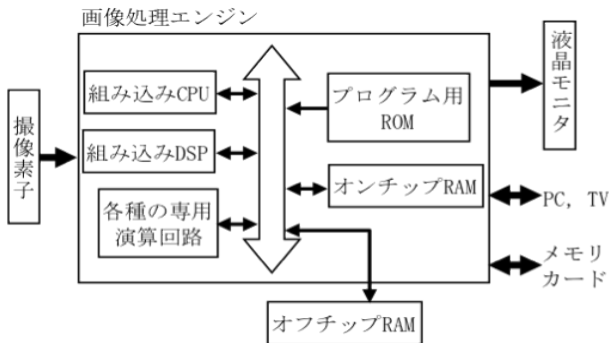 画像処理エンジン
撮像素子
組み込みCPU
組み込みDSP
各種の専用
演算回路
プログラム用
ROM
オンチップRAM
オフチップRAM
液晶モニタ
PC, TV
メモリ
カード